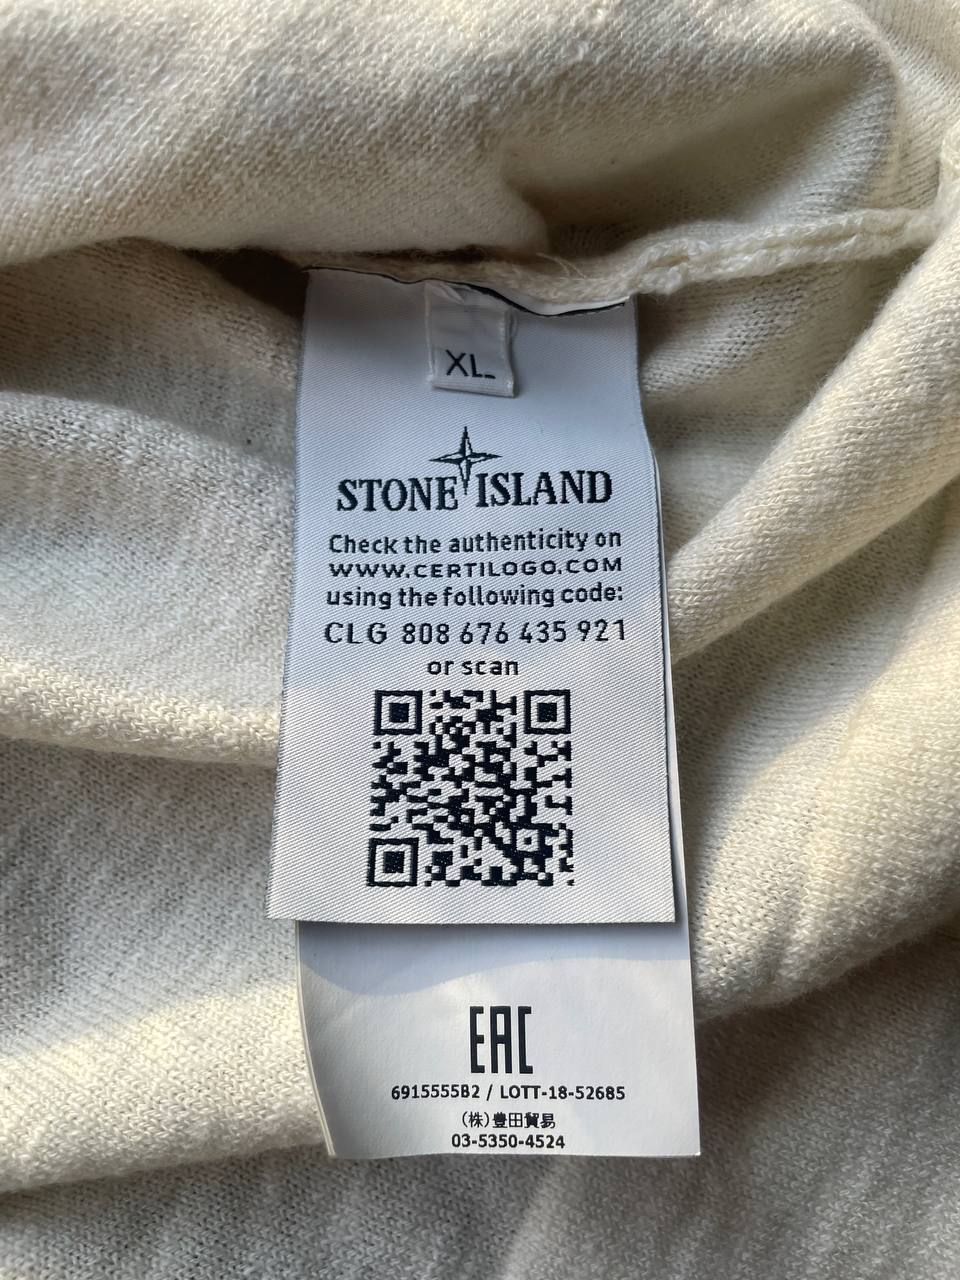 XL
STONE ISLAND
Check the authenticity on
WWW.CERTILOGO.COM
using the following code:
CLG 808 676 435 921
or scan
EAC
6915555B2 / LOTT-18-52685
(株)豊田貿易
03-5350-4524